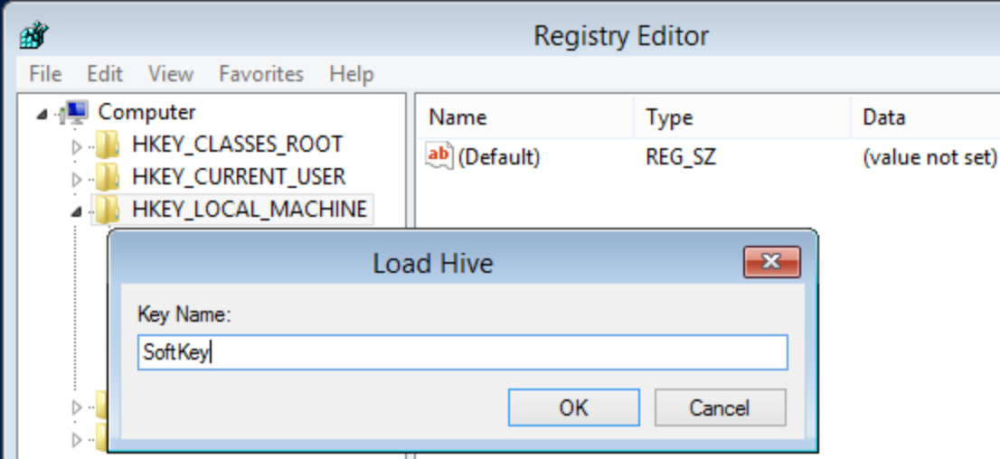 Registry Editor
File Edit View Favorites Help
Computer
HKEY_CLASSES_ROOT
HKEY_CURRENT_USER
HKEY_LOCAL_MACHINE
Name Type Data
ab (Default) REG_SZ (value not set)
Load Hive
Key Name:
SoftKey
OK Cancel